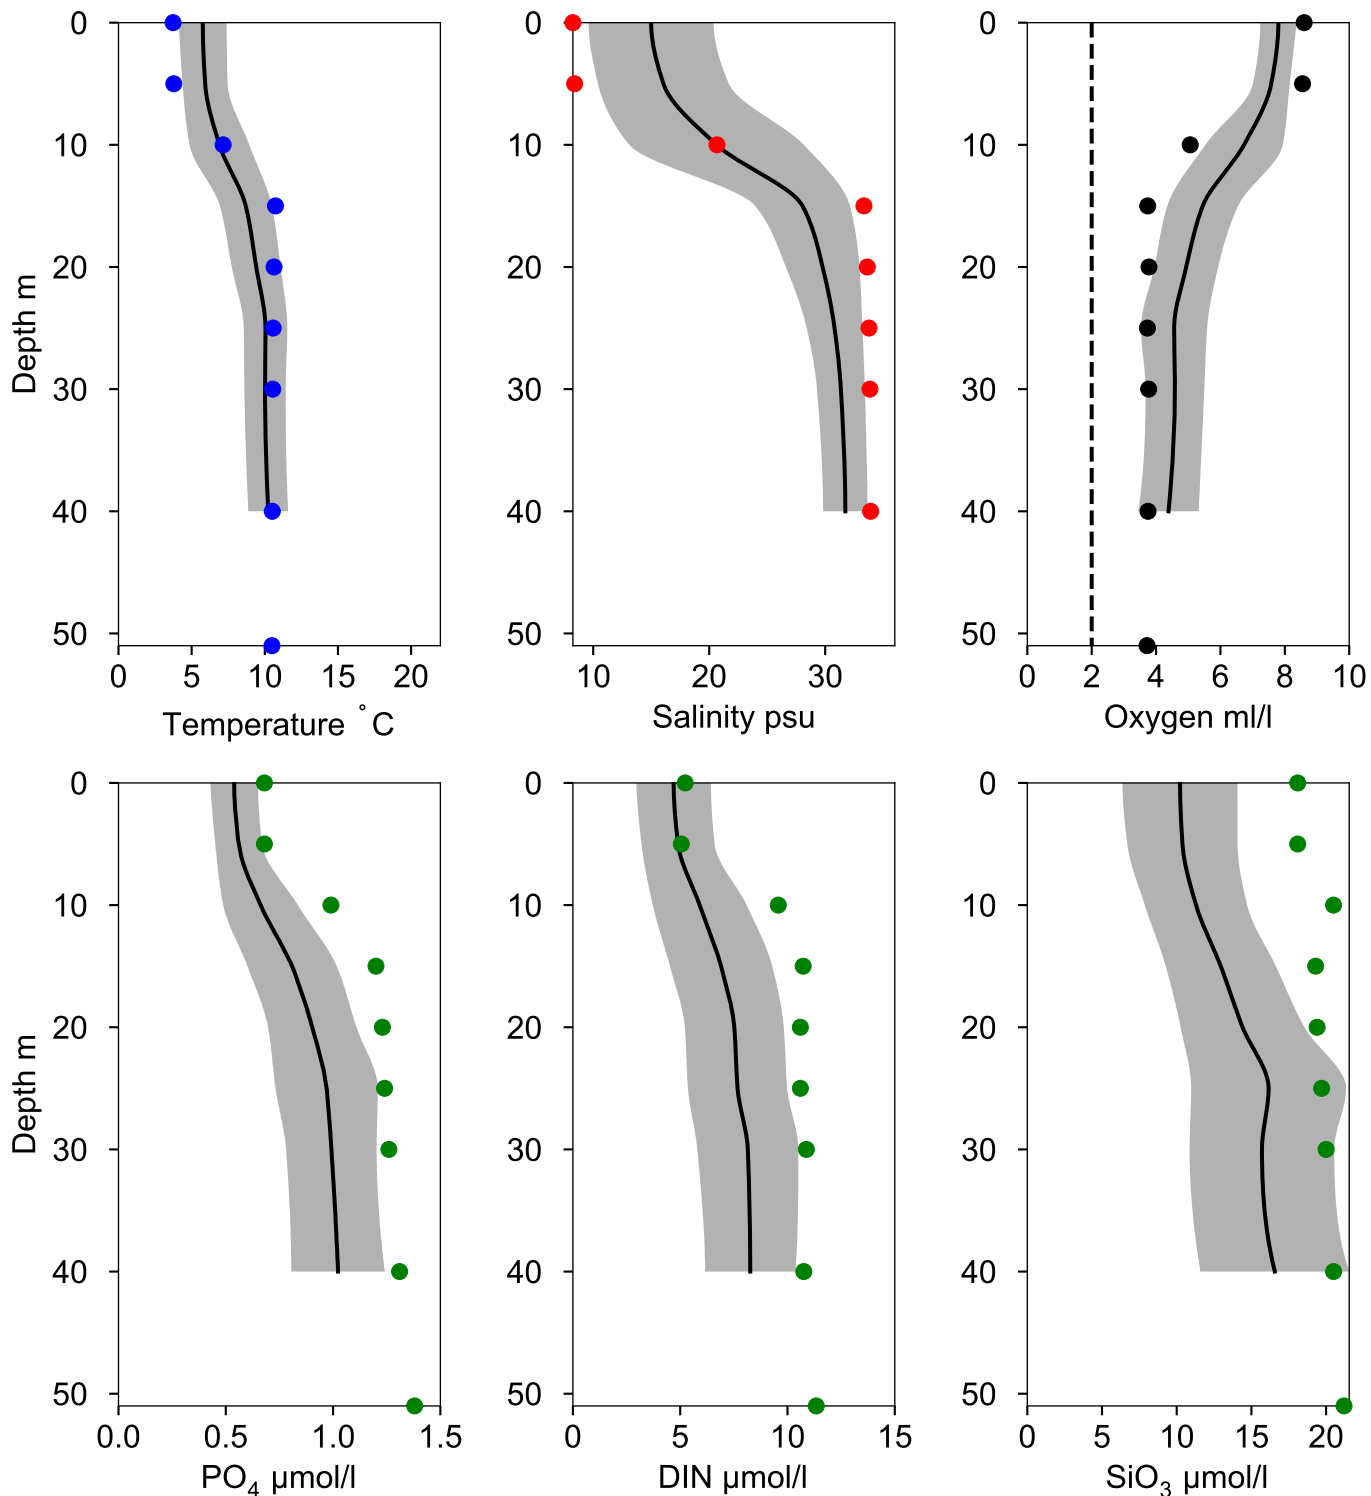 0
10
20
30
40
50
Depth m
0 5 10 15 20
Temperature °C
0
10
20
30
40
50
10 20 30
Salinity psu
0
10
20
30
40
50
0 2 4 6 8 10
Oxygen ml/l
0
10
20
30
40
50
Depth m
0.0 0.5 1.0 1.5
PO₄ µmol/l
0
10
20
30
40
50
0 5 10 15
DIN µmol/l
0
10
20
30
40
50
0 5 10 15 20
SiO₃ µmol/l